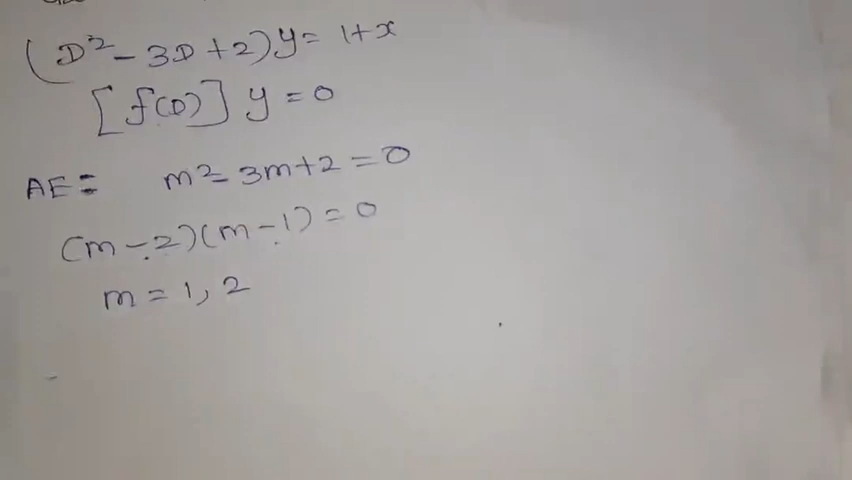 (D² - 3D + 2)y = 1+x
[f(D)] y = 0
AE: m² - 3m + 2 = 0
(m - 2)(m - 1) = 0
m = 1, 2